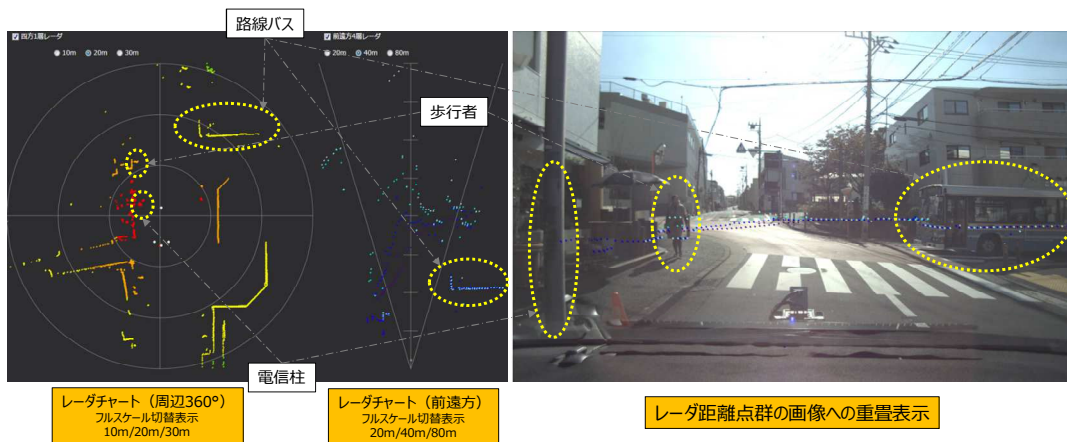 路線バス
四方1層レーダ
10m
20m
30m
前遠方4層レーダ
20m
40m
80m
歩行者
電信柱
レーダチャート（周辺360°）
フルスケール切替表示
10m/20m/30m
レーダチャート（前遠方）
フルスケール切替表示
20m/40m/80m
レーダ距離点群の画像への重畳表示